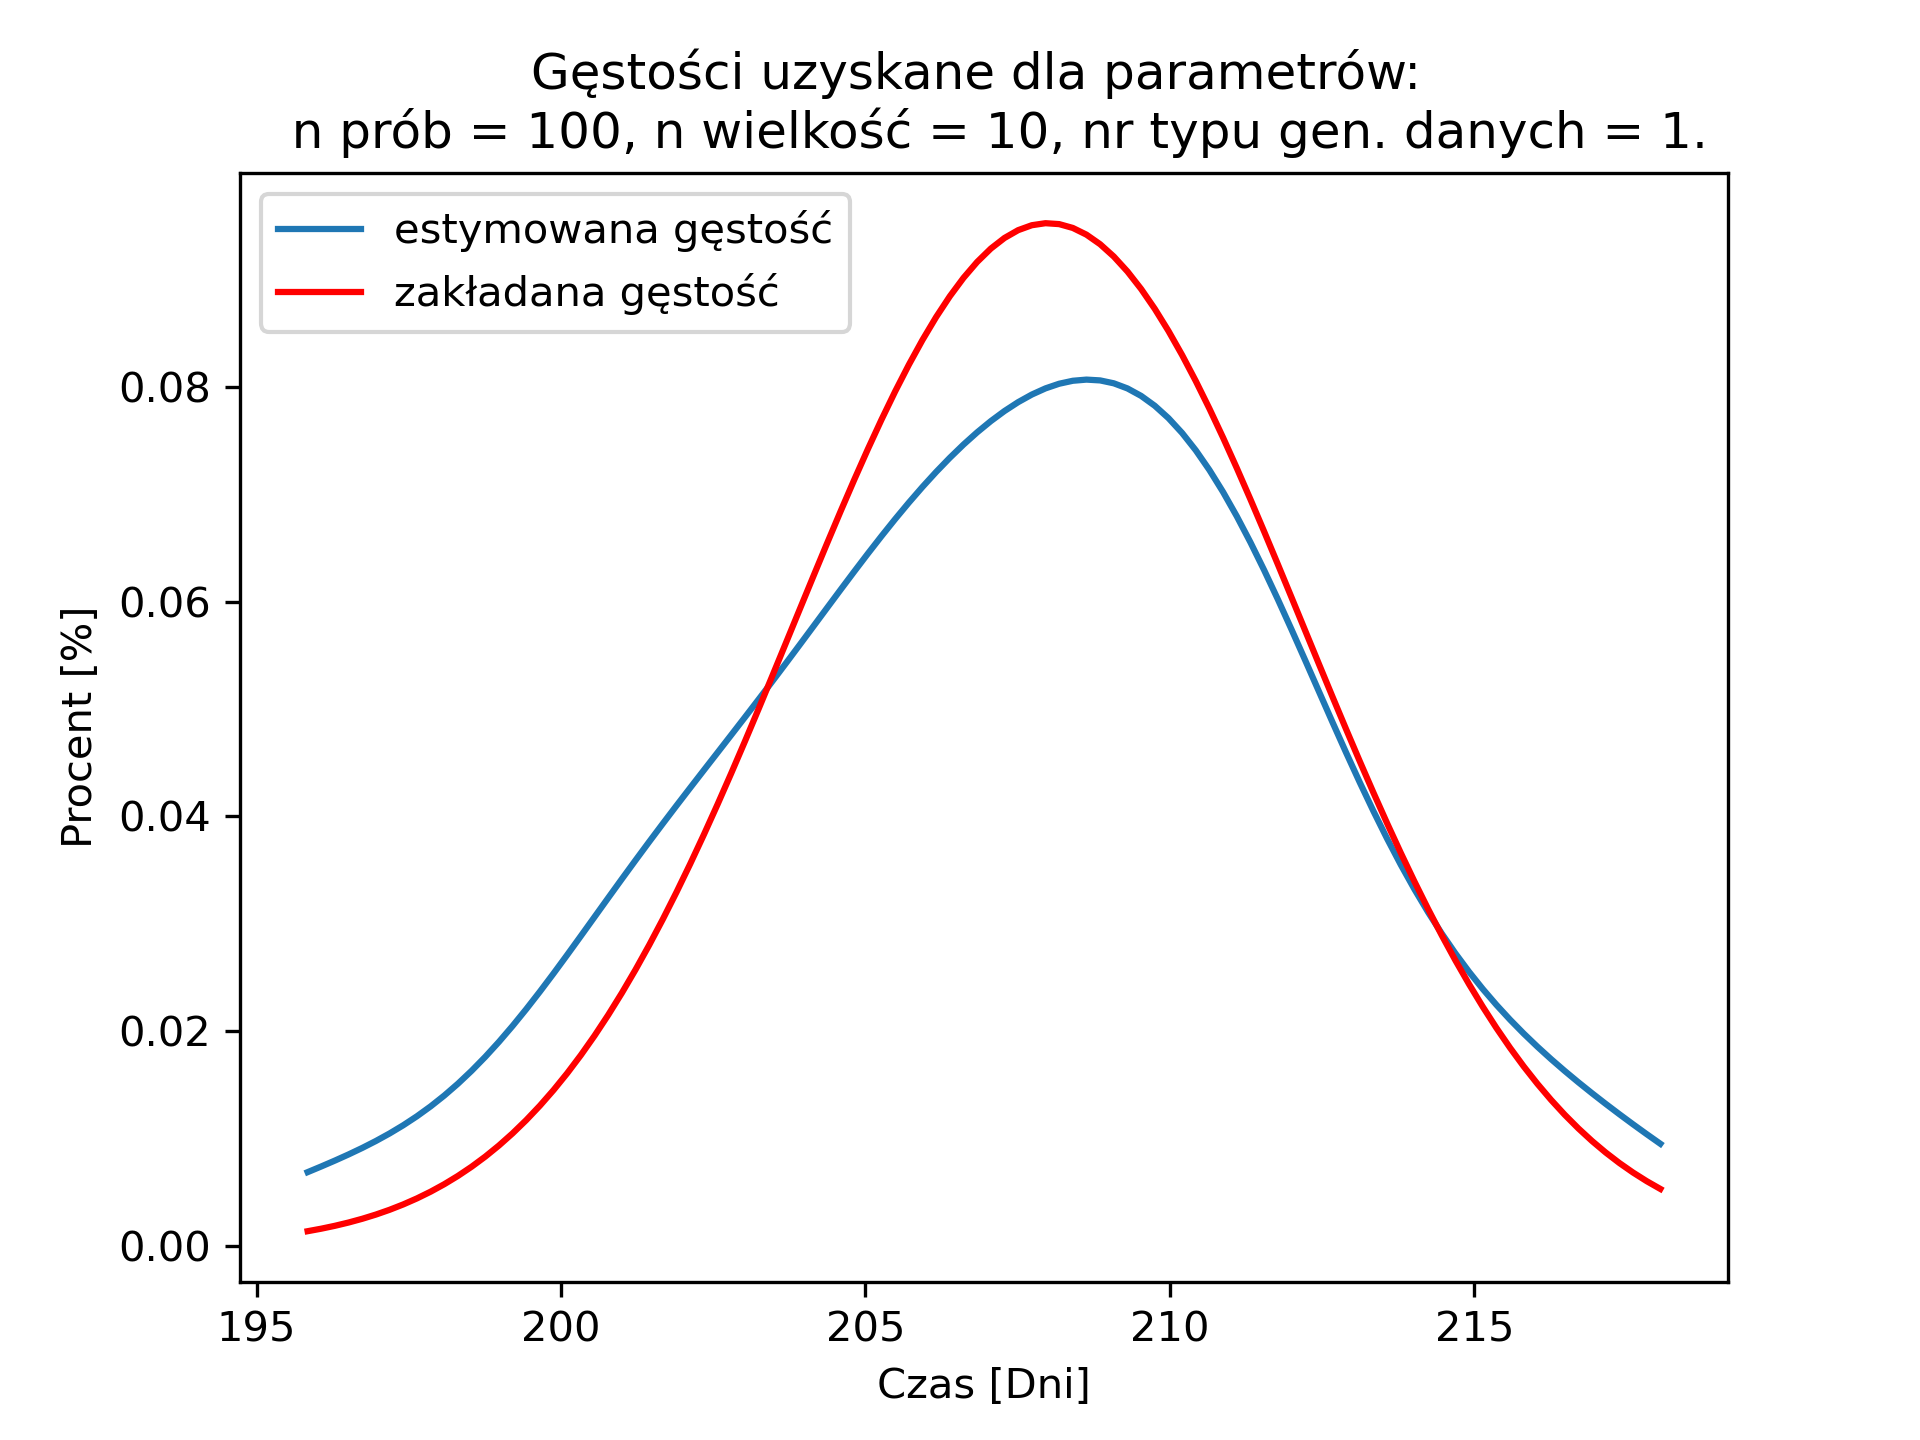 Gęstości uzyskane dla parametrów:
n prób = 100, n wielkość = 10, nr typu gen. danych = 1.
estymowana gęstość
zakładana gęstość
0.08
0.06
0.04
0.02
0.00
Procent [%]
195
200
205
210
215
Czas [Dni]